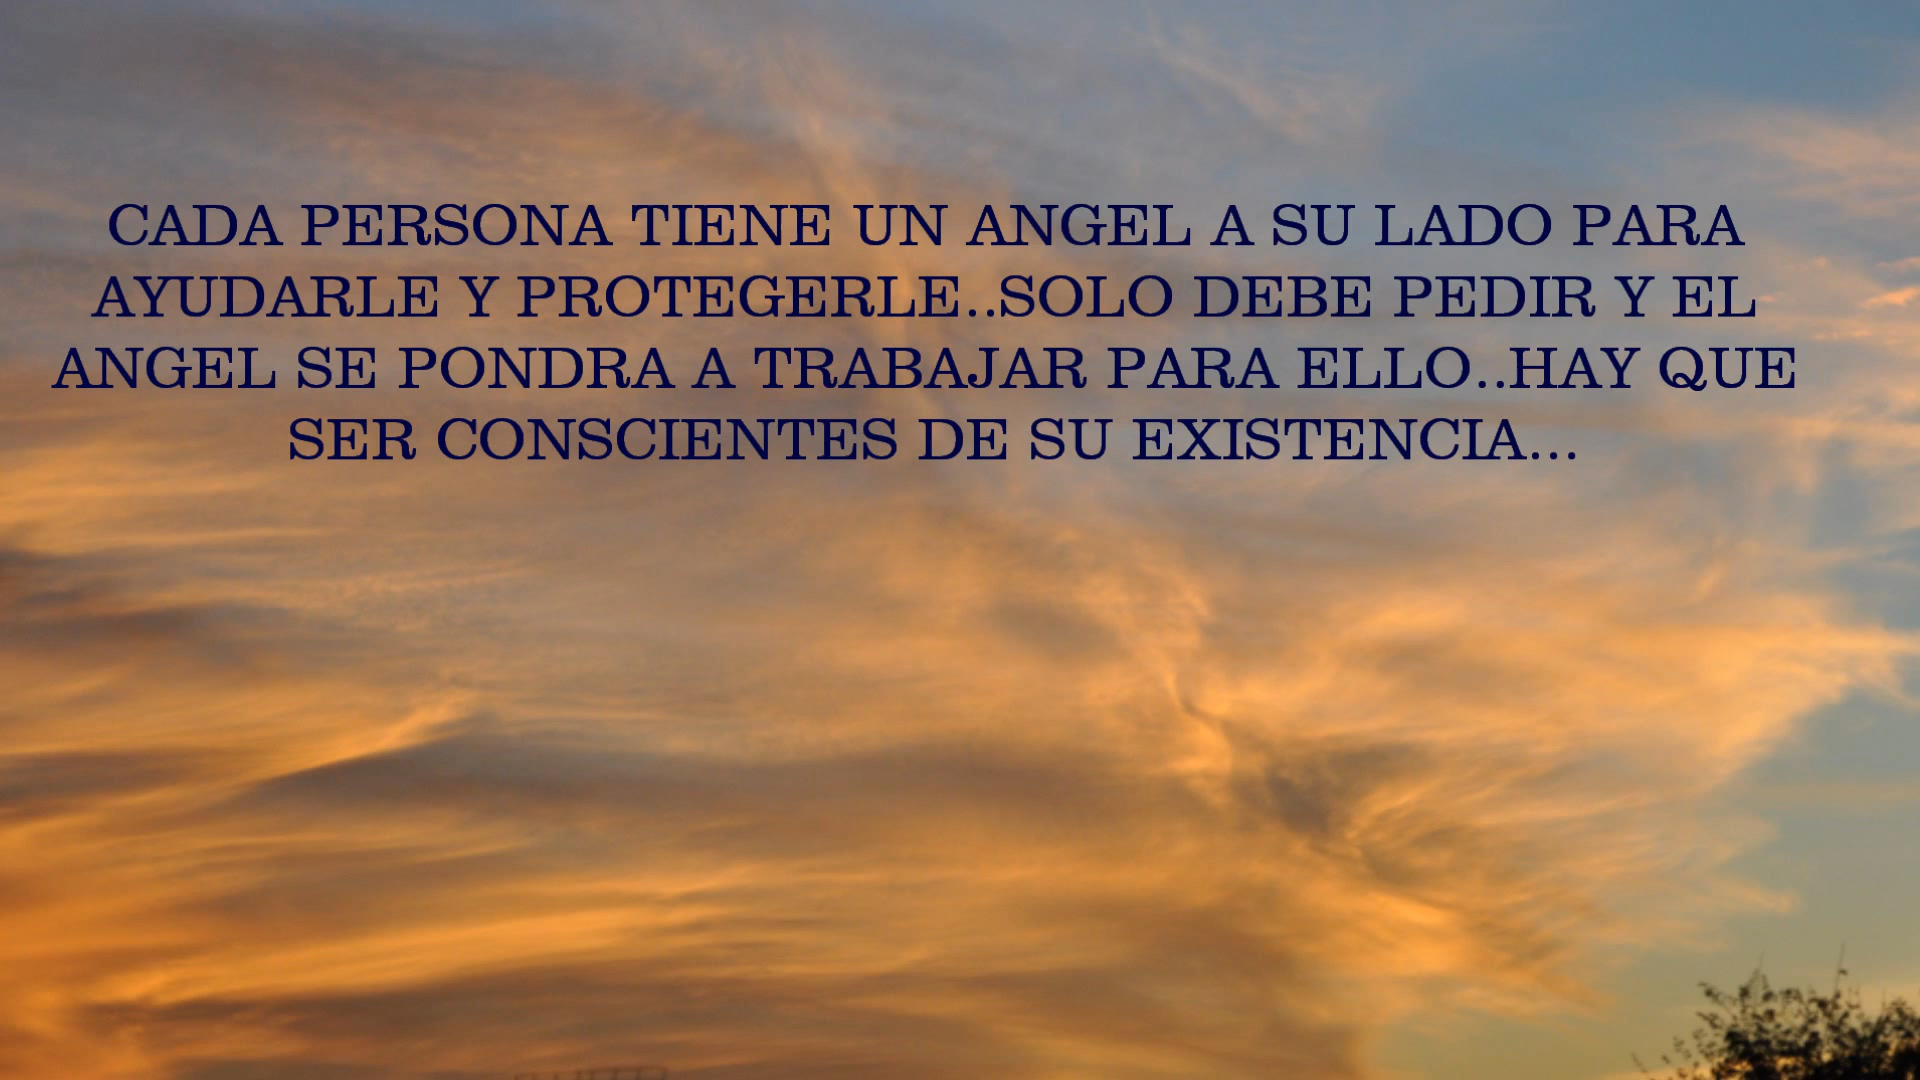 CADA PERSONA TIENE UN ANGEL A SU LADO PARA
AYUDARLE Y PROTEGERLE..SOLO DEBE PEDIR Y EL
ANGEL SE PONDRA A TRABAJAR PARA ELLO..HAY QUE
SER CONSCIENTES DE SU EXISTENCIA...